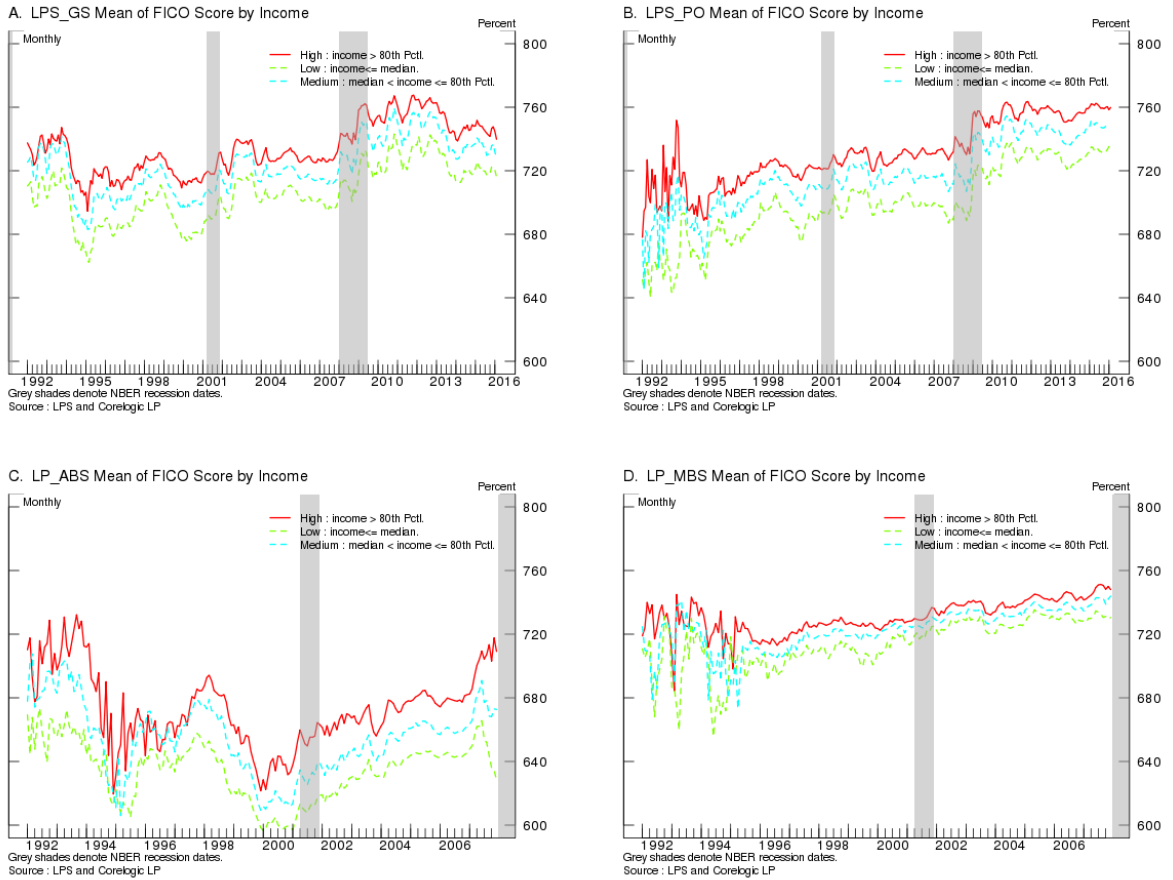 A. LPS_GS Mean of FICO Score by Income
Percent
Monthly
High : income > 80th Pctl.
Low : income<= median.
Medium : median < income <= 80th Pctl.
800
760
720
680
640
600
1992 1995 1998 2001 2004 2007 2010 2013 2016
Grey shades denote NBER recession dates.
Source : LPS and Corelogic LP
B. LPS_PO Mean of FICO Score by Income
Percent
Monthly
High : income > 80th Pctl.
Low : income<= median.
Medium : median < income <= 80th Pctl.
800
760
720
680
640
600
1992 1995 1998 2001 2004 2007 2010 2013 2016
Grey shades denote NBER recession dates.
Source : LPS and Corelogic LP
C. LP_ABS Mean of FICO Score by Income
Percent
Monthly
High : income > 80th Pctl.
Low : income<= median.
Medium : median < income <= 80th Pctl.
800
760
720
680
640
600
1992 1994 1996 1998 2000 2002 2004 2006
Grey shades denote NBER recession dates.
Source : LPS and Corelogic LP
D. LP_MBS Mean of FICO Score by Income
Percent
Monthly
High : income > 80th Pctl.
Low : income<= median.
Medium : median < income <= 80th Pctl.
800
760
720
680
640
600
1992 1994 1996 1998 2000 2002 2004 2006
Grey shades denote NBER recession dates.
Source : LPS and Corelogic LP